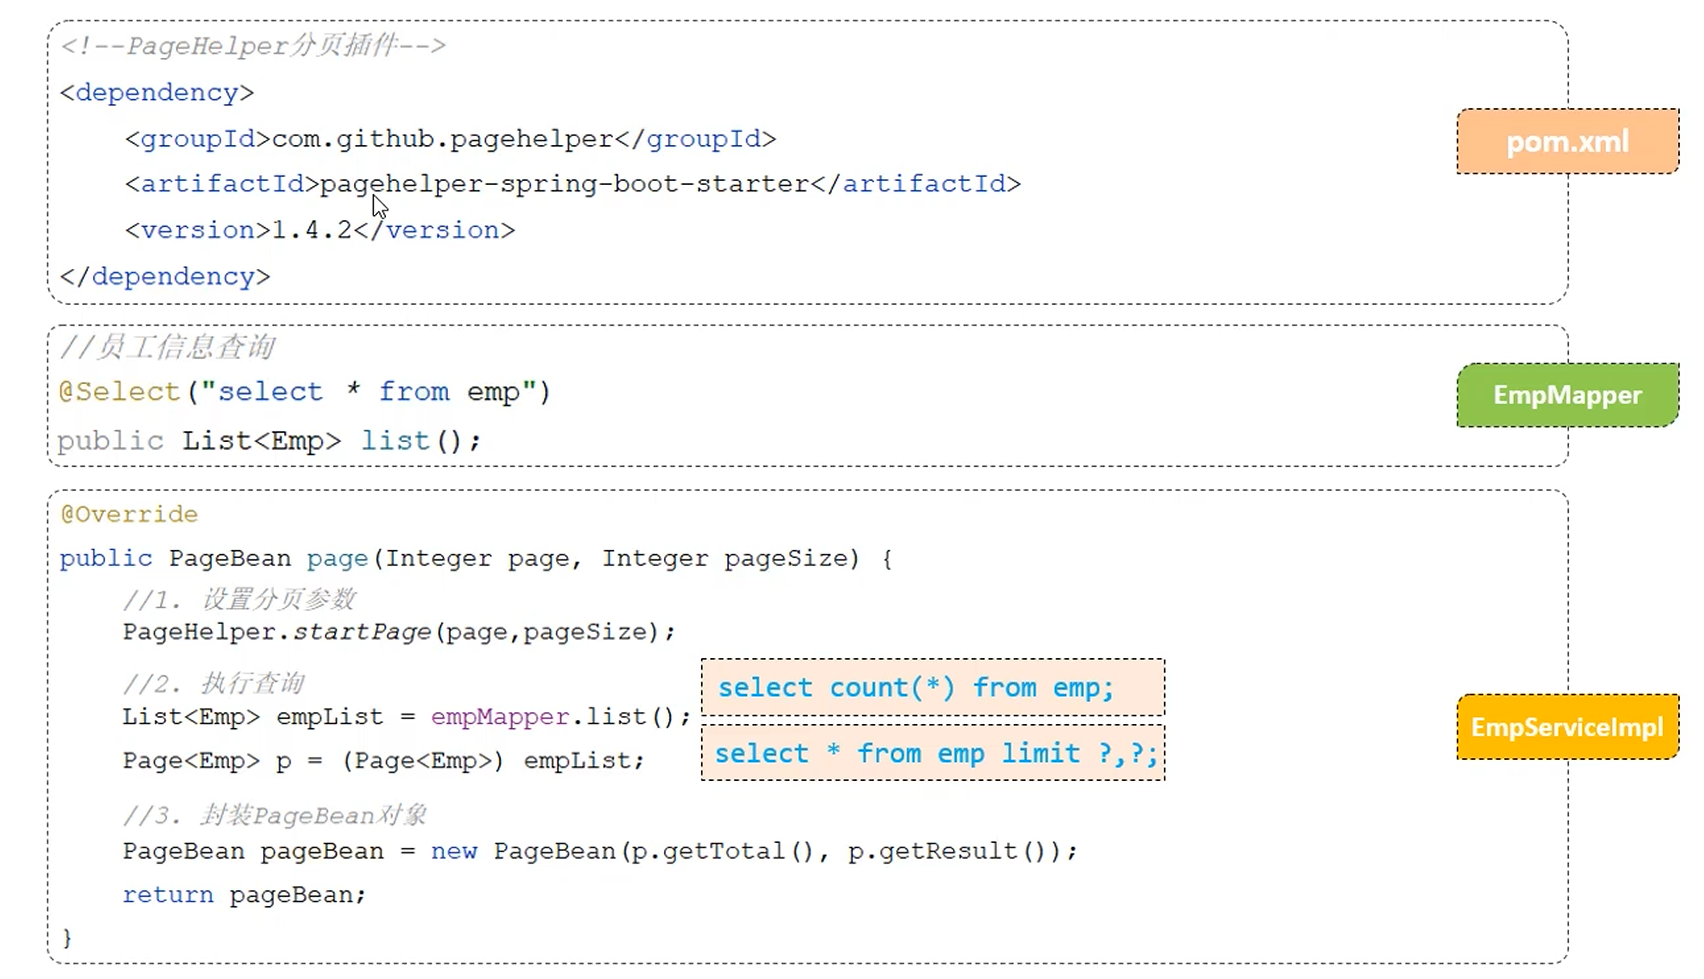 <!--PageHelper分页插件-->
<dependency>
    <groupId>com.github.pagehelper</groupId>
    <artifactId>pagehelper-spring-boot-starter</artifactId>
    <version>1.4.2</version>
</dependency>
pom.xml
//员工信息查询
@Select("select * from emp")
public List<Emp> list();
EmpMapper
@Override
public PageBean page(Integer page, Integer pageSize) {
    //1. 设置分页参数
    PageHelper.startPage(page,pageSize);
    //2. 执行查询
    List<Emp> empList = empMapper.list();
    Page<Emp> p = (Page<Emp>) empList;
select count(*) from emp;
select * from emp limit ?,?;
    //3. 封装PageBean对象
    PageBean pageBean = new PageBean(p.getTotal(), p.getResult());
    return pageBean;
}
EmpServiceImpl